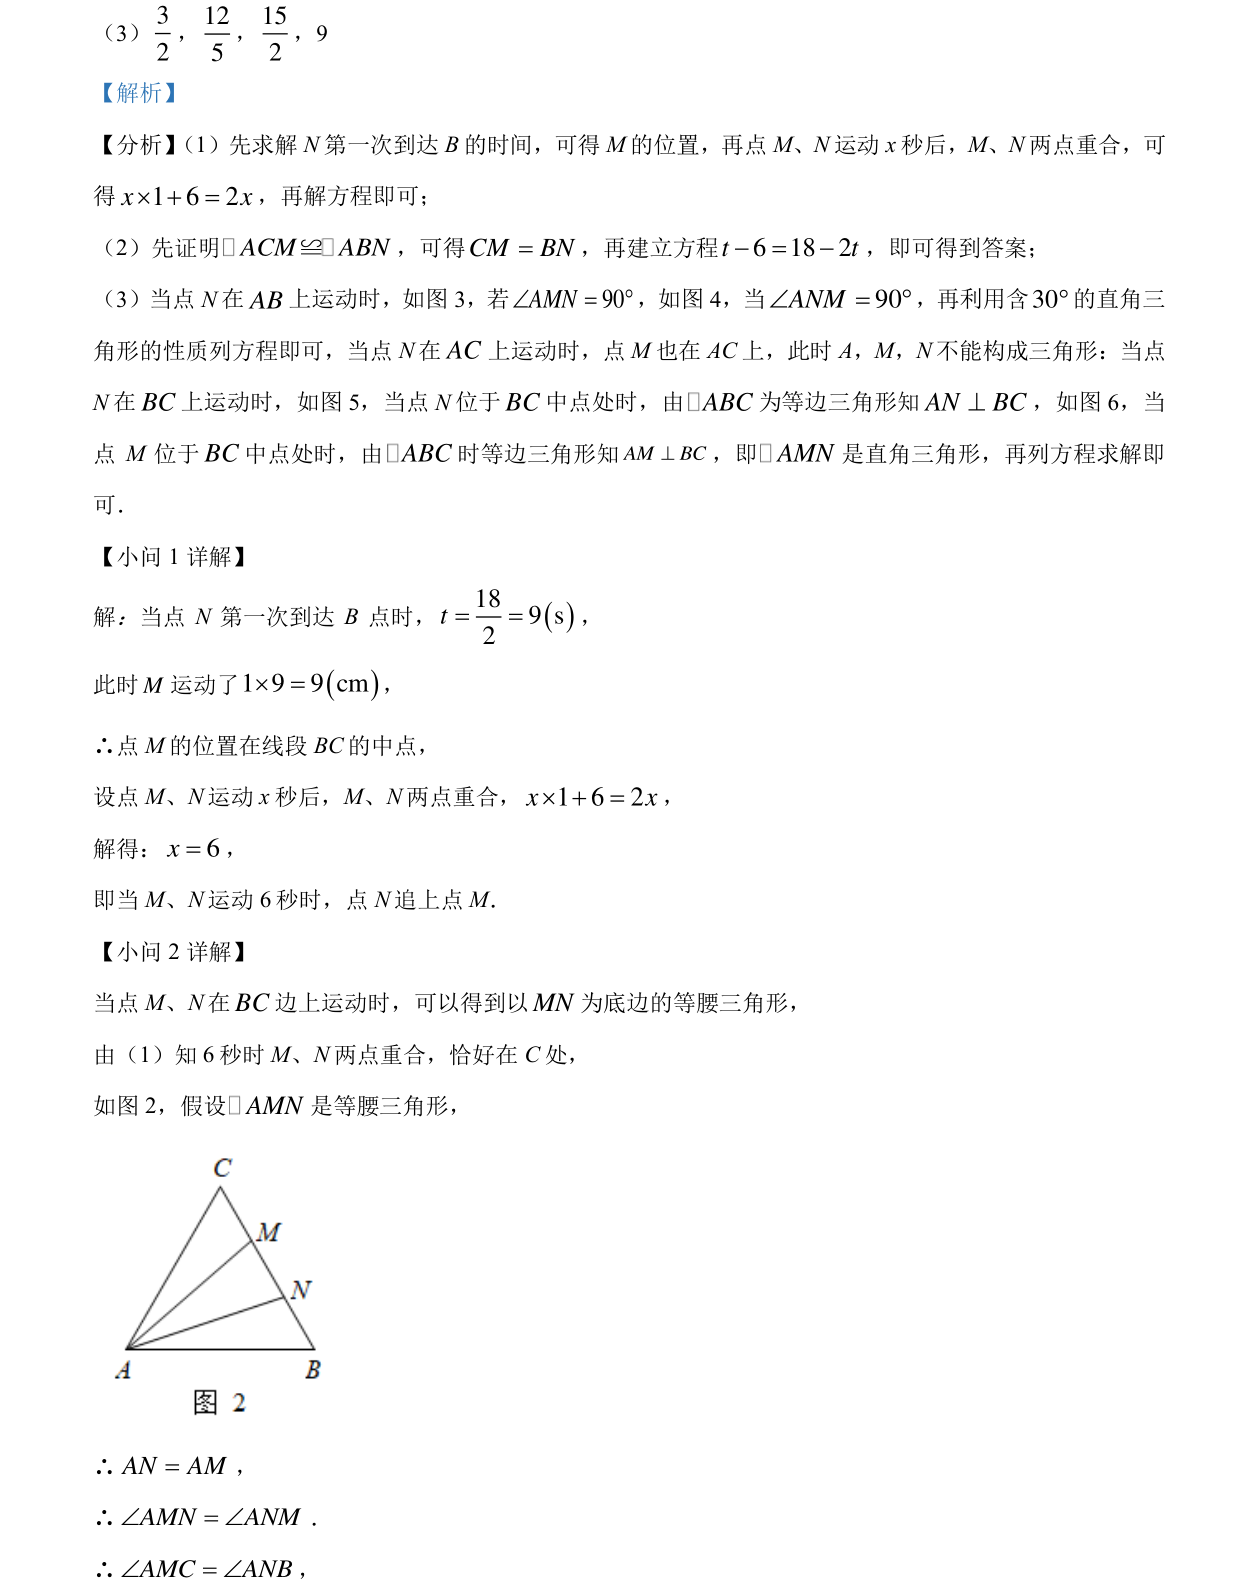 （3）3/2，12/5，15/2，9
【解析】
【分析】（1）先求解 N 第一次到达 B 的时间，可得 M 的位置，再点 M、N 运动 x 秒后，M、N 两点重合，可
得 x×1+6=2x，再解方程即可；
（2）先证明□ACM≌□ABN，可得 CM=BN，再建立方程 t−6=18−2t，即可得到答案；
（3）当点 N 在 AB 上运动时，如图 3，若∠AMN=90°，如图 4，当∠ANM=90°，再利用含 30°的直角三
角形的性质列方程即可，当点 N 在 AC 上运动时，点 M 也在 AC 上，此时 A，M，N 不能构成三角形：当点
N 在 BC 上运动时，如图 5，当点 N 位于 BC 中点处时，由□ABC 为等边三角形知 AN⊥BC，如图 6，当
点 M 位于 BC 中点处时，由□ABC 时等边三角形知 AM⊥BC，即□AMN 是直角三角形，再列方程求解即
可．
【小问 1 详解】
解：当点 N 第一次到达 B 点时，t=18/2=9(s)，
此时 M 运动了 1×9=9(cm)，
∴点 M 的位置在线段 BC 的中点，
设点 M、N 运动 x 秒后，M、N 两点重合，x×1+6=2x，
解得：x=6，
即当 M、N 运动 6 秒时，点 N 追上点 M．
【小问 2 详解】
当点 M、N 在 BC 边上运动时，可以得到以 MN 为底边的等腰三角形，
由（1）知 6 秒时 M、N 两点重合，恰好在 C 处，
如图 2，假设□AMN 是等腰三角形，
C
M
N
A B
图 2
∴AN=AM，
∴∠AMN=∠ANM．
∴∠AMC=∠ANB，